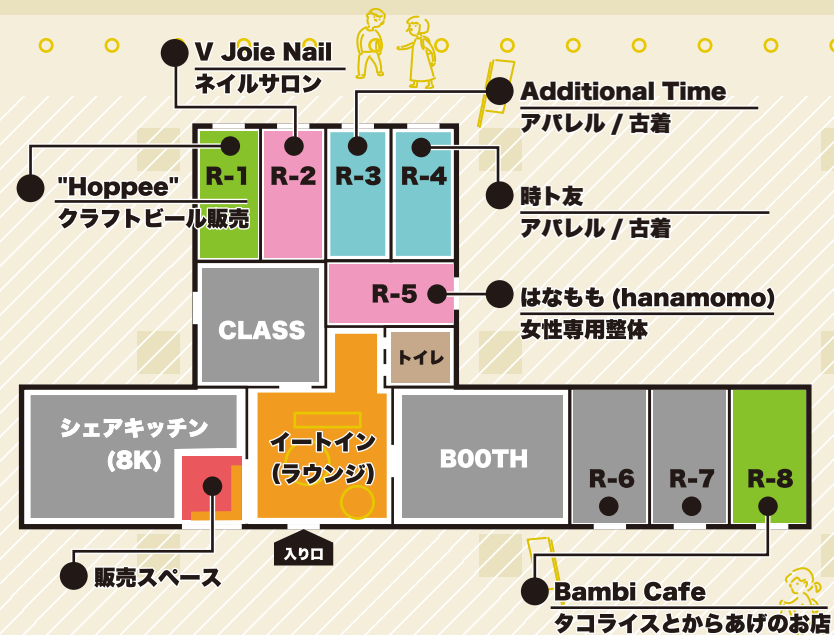 V Joie Nail
ネイルサロン
Additional Time
アパレル / 古着
R-1
R-2
R-3
R-4
"Hoppee"
クラフトビール販売
時ト友
アパレル / 古着
R-5
はなもも (hanamomo)
女性専用整体
CLASS
トイレ
シェアキッチン
(8K)
イートイン
(ラウンジ)
BOOTH
R-6
R-7
R-8
入り口
販売スペース
Bambi Cafe
タコライスとからあげのお店